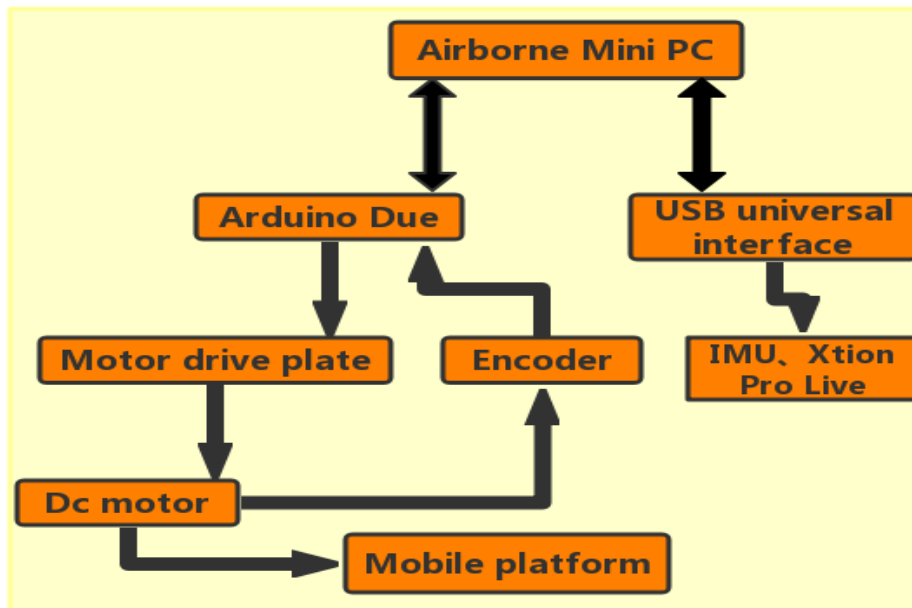 Airborne Mini PC
Arduino Due
USB universal
interface
Motor drive plate
Encoder
IMU、Xtion
Pro Live
Dc motor
Mobile platform